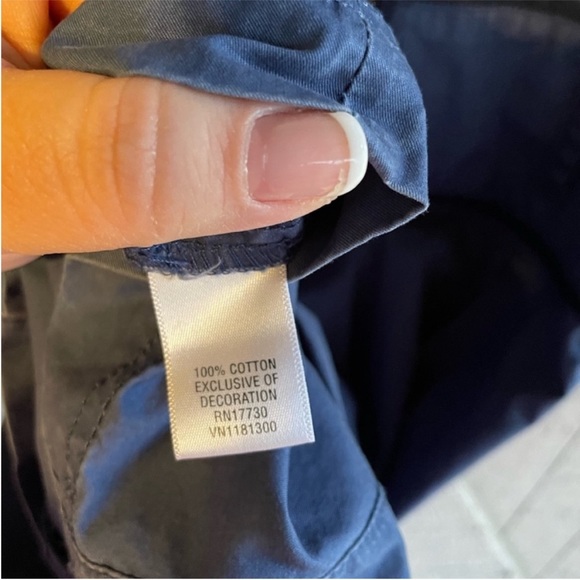 100% COTTON
EXCLUSIVE OF
DECORATION
RN17730
VN1181300